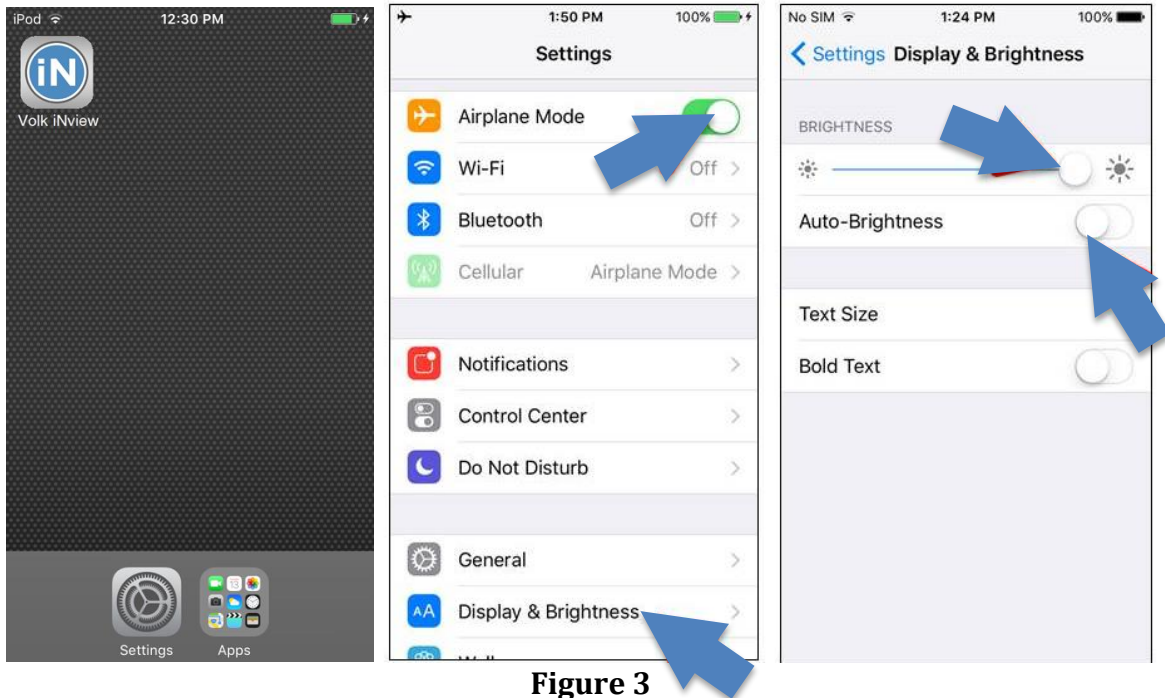 iPod 12:30 PM
iN
Volk iNview
Settings Apps
1:50 PM 100%
Settings
Airplane Mode
Wi-Fi Off
Bluetooth Off
Cellular Airplane Mode
Notifications
Control Center
Do Not Disturb
General
AA Display & Brightness
No SIM 1:24 PM 100%
Settings Display & Brightness
BRIGHTNESS
Auto-Brightness
Text Size
Bold Text
Figure 3